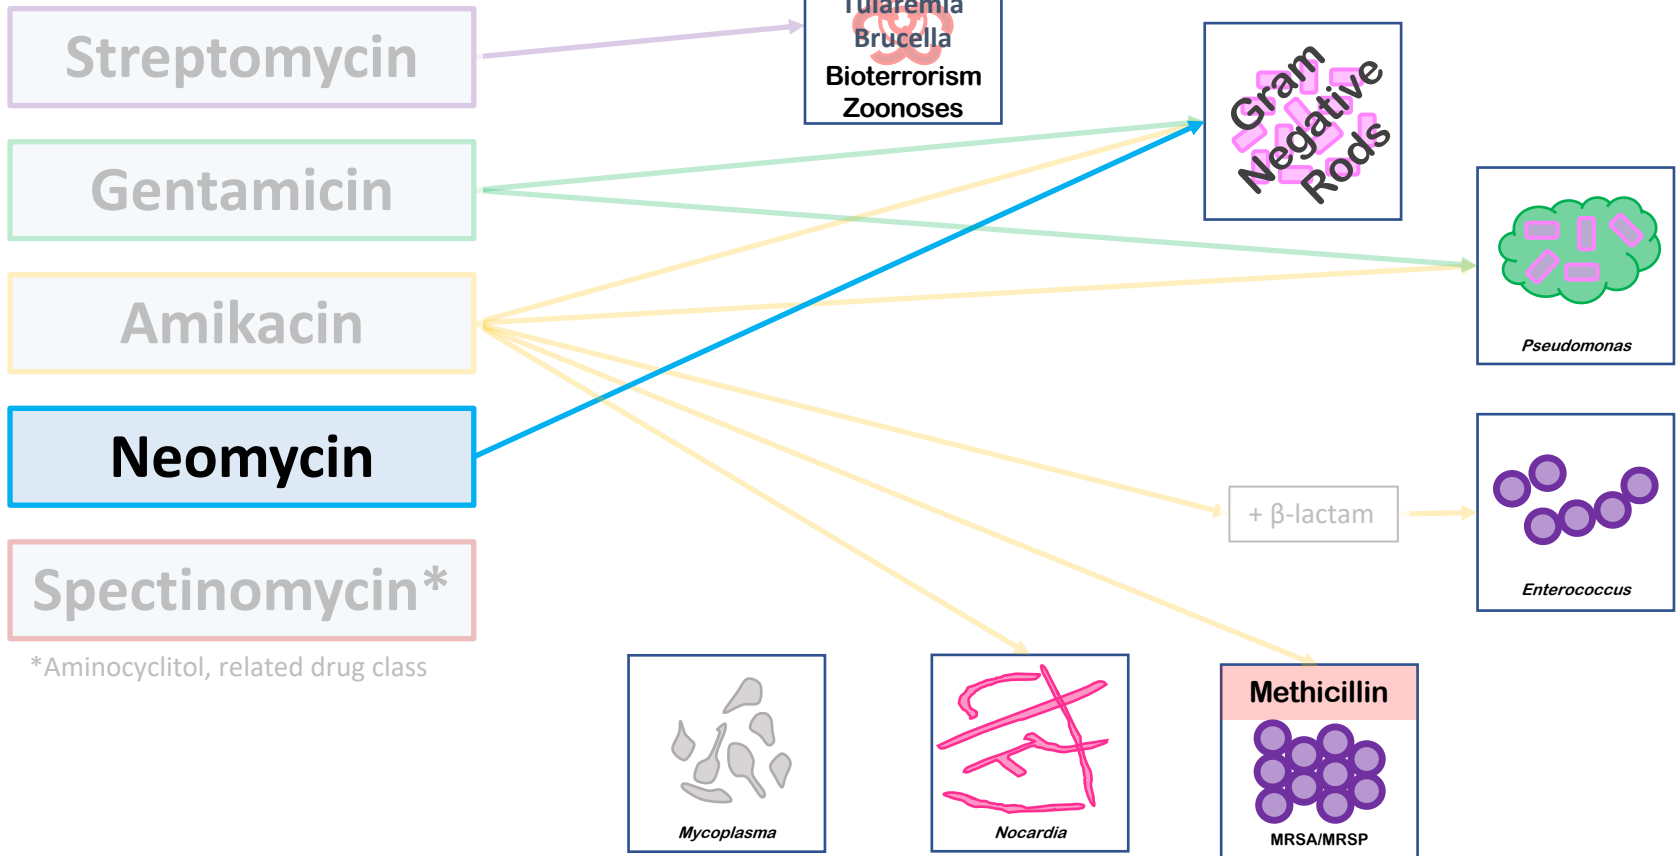 Streptomycin
Tularemia
Brucella
Bioterrorism
Zoonoses
Gram
Negative
Rods
Gentamicin
Pseudomonas
Amikacin
Neomycin
+ β-lactam
Enterococcus
Spectinomycin*
*Aminocyclitol, related drug class
Mycoplasma
Nocardia
Methicillin
MRSA/MRSP